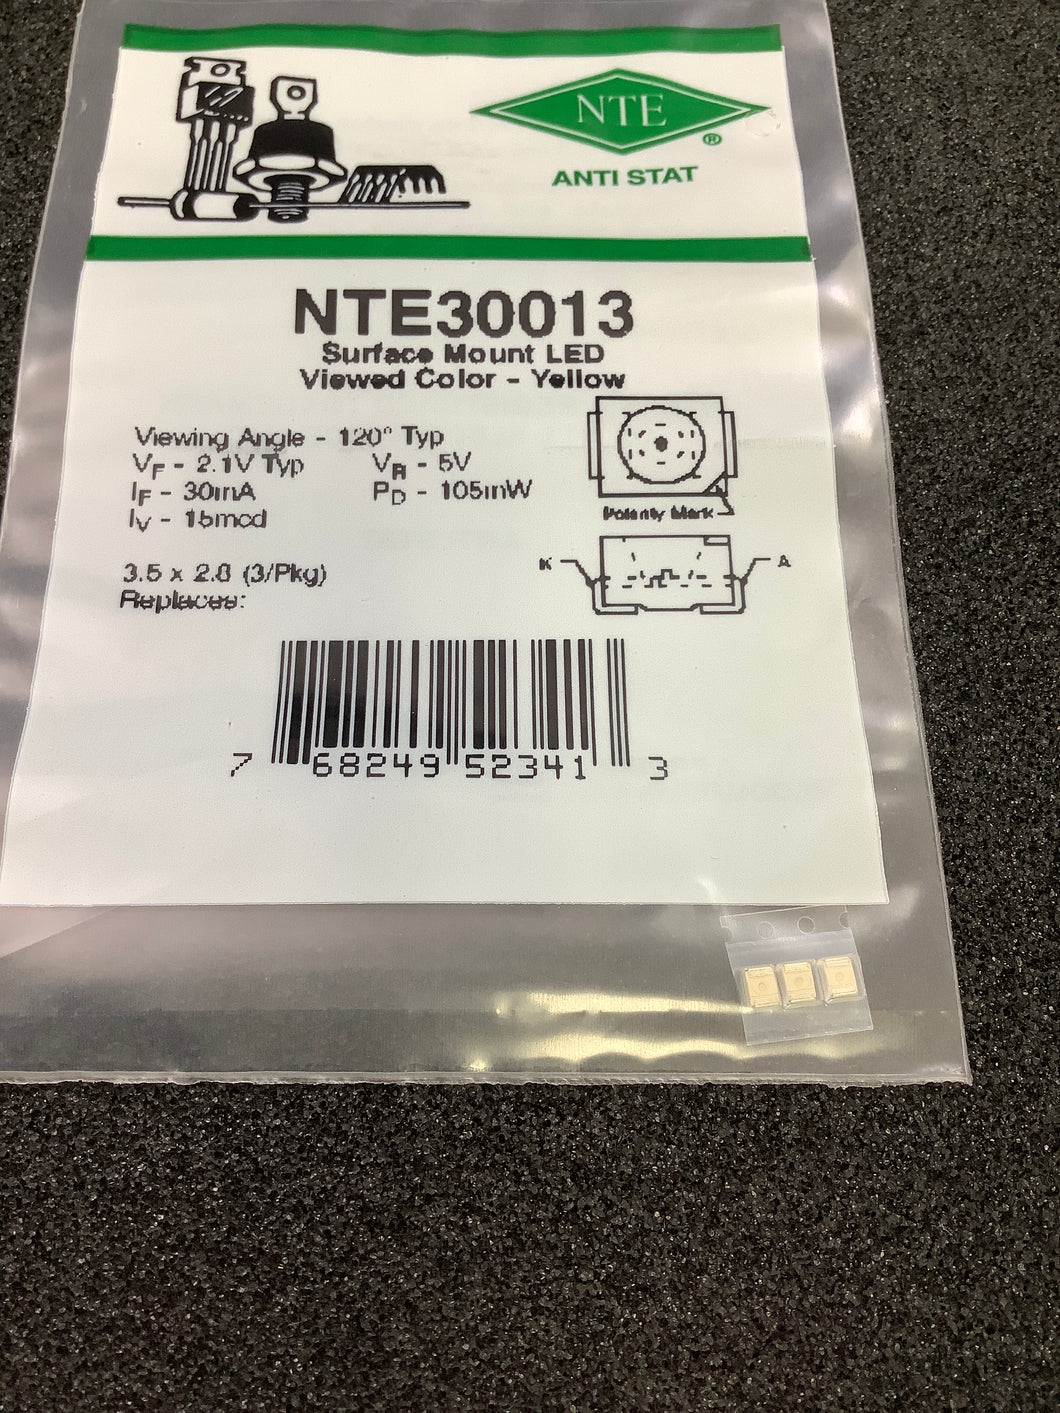 NTE
®
ANTI STAT
NTE30013
Surface Mount LED
Viewed Color - Yellow
Viewing Angle - 120° Typ
VF - 2.1V Typ VR - 5V
IF - 30mA PD - 105mW
IV - 15mcd
Polarity Mark
K A
3.5 x 2.8 (3/Pkg)
Replaces:
7 68249 52341 3